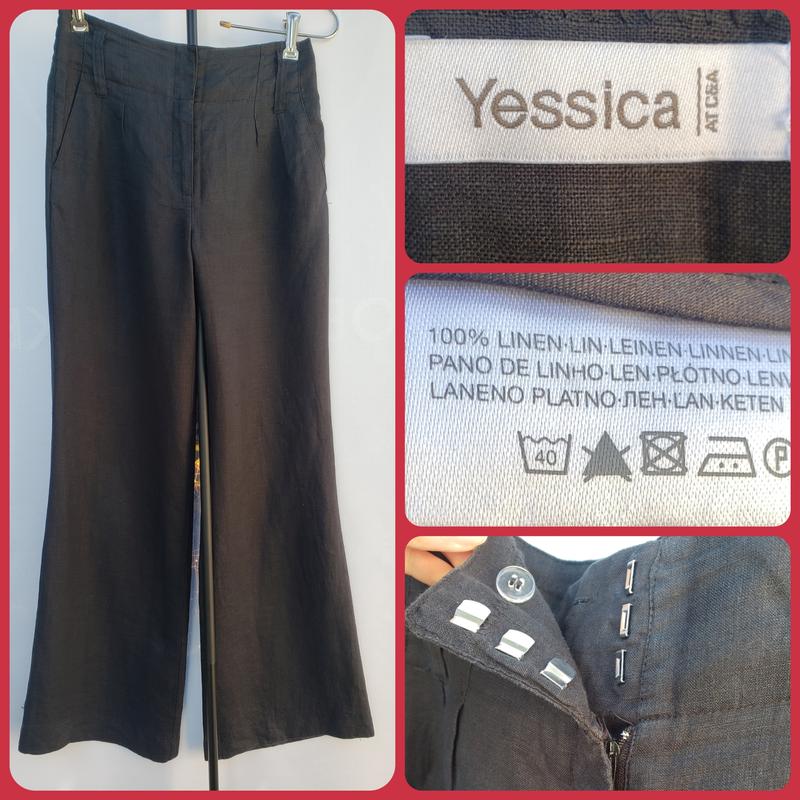 Yessica
AT C&A
100% LINEN·LIN·LEINEN·LINNEN·LIN
PANO DE LINHO·LEN·PŁÓTNO·LENV
LANENO PLATNO·ЛЕН·ĽAN·KETEN
40
P